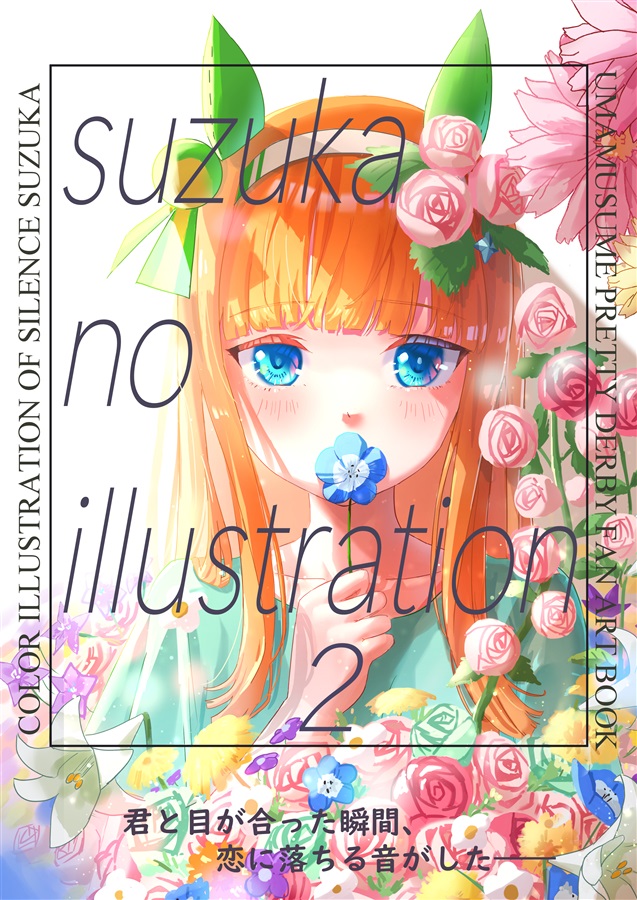 suzuka
no
illustration
2
COLOR ILLUSTRATION OF SILENCE SUZUKA
UMAMUSUME PRETTY DERBY FAN ART BOOK
君と目が合った瞬間、
恋に落ちる音がした――